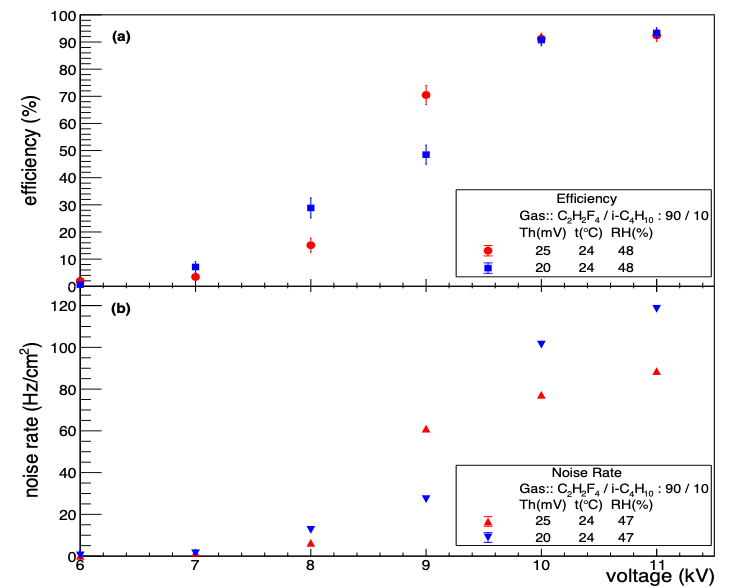 100
90
80
70
60
50
40
30
20
10
0
efficiency (%)
(a)
Efficiency
Gas:: C₂H₂F₄ / i-C₄H₁₀ : 90 / 10
Th(mV) t(°C) RH(%)
25 24 48
20 24 48
120
100
80
60
40
20
0
noise rate (Hz/cm²)
(b)
Noise Rate
Gas:: C₂H₂F₄ / i-C₄H₁₀ : 90 / 10
Th(mV) t(°C) RH(%)
25 24 47
20 24 47
6 7 8 9 10 11
voltage (kV)